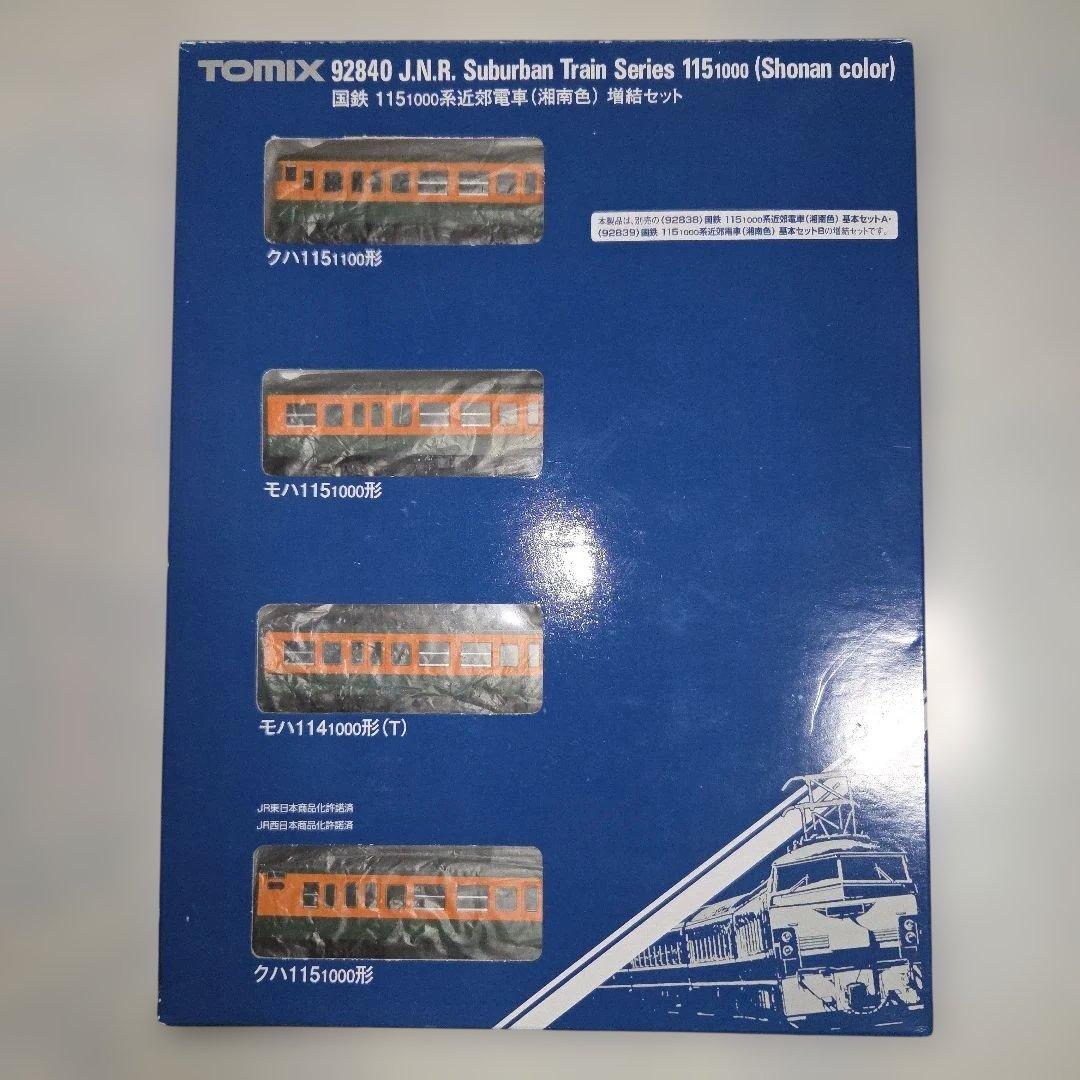 TOMIX 92840 J.N.R. Suburban Train Series 1151000 (Shonan color)
国鉄 1151000系近郊電車(湘南色) 増結セット
本製品は、別売の(92838)国鉄 1151000系近郊電車(湘南色) 基本セットA・
(92839)国鉄 1151000系近郊電車(湘南色) 基本セットBの増結セットです。
クハ1151100形
モハ1151000形
モハ1141000形(T)
JR東日本商品化許諾済
JR西日本商品化許諾済
クハ1151000形